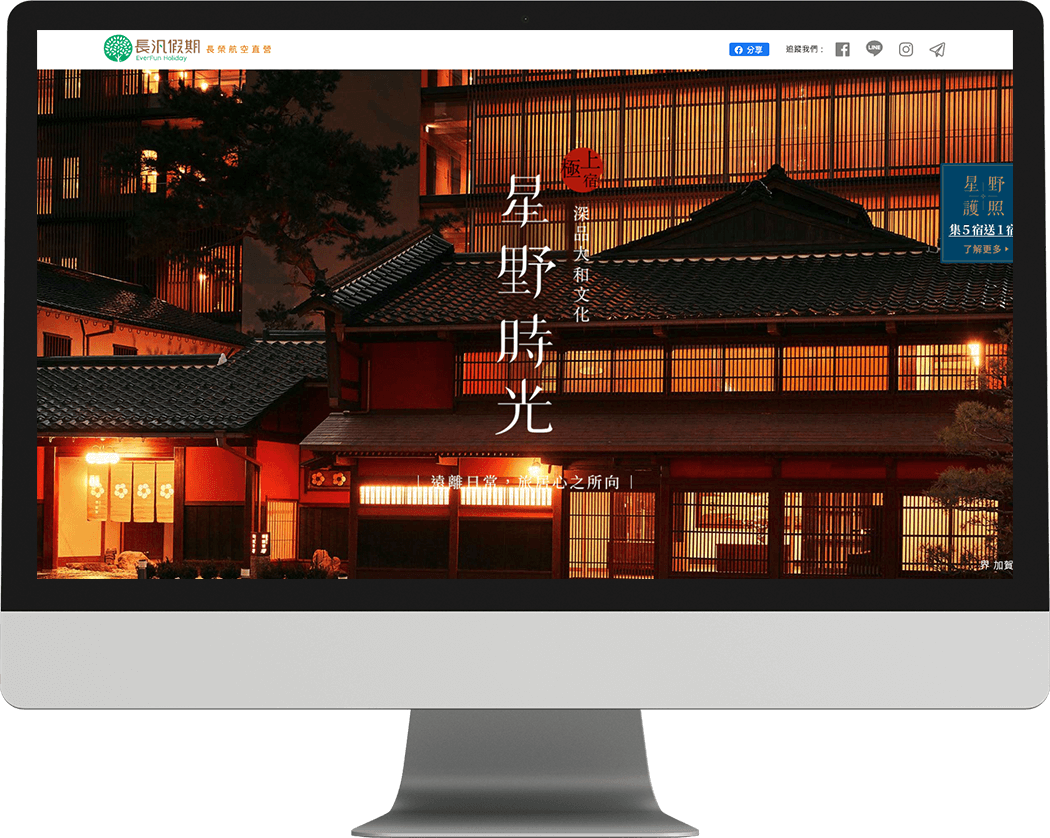 長汎假期 長榮航空直營
EverFun Holiday
分享
追蹤我們：
LINE
極上宿
深品大和文化
星野時光
星野
護照
集5宿送1宿
了解更多
｜遠離日常，旅居心之所向｜
界 加賀